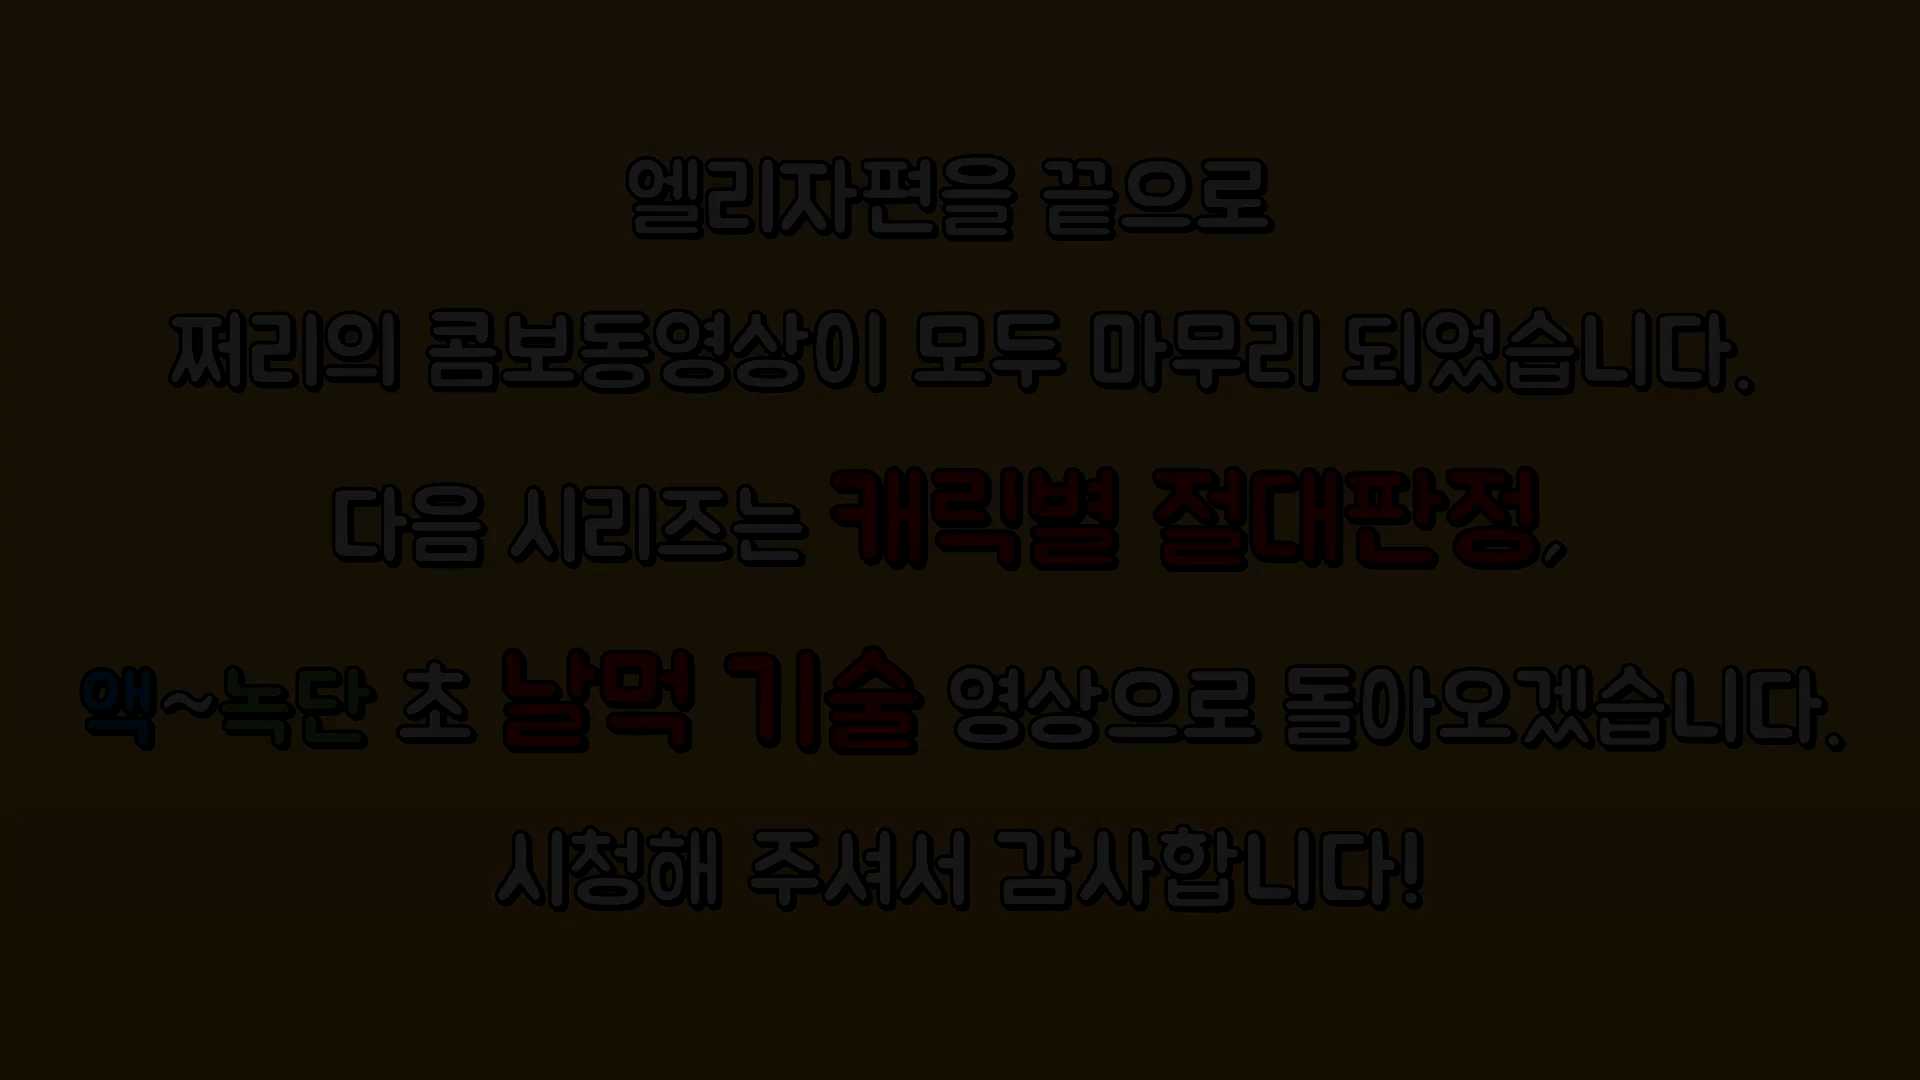 엘리자편을 끝으로
쩌리의 콤보동영상이 모두 마무리 되었습니다.
다음 시리즈는 캐릭별 절대판정,
액~녹단 초 날먹 기술 영상으로 돌아오겠습니다.
시청해 주셔서 감사합니다!